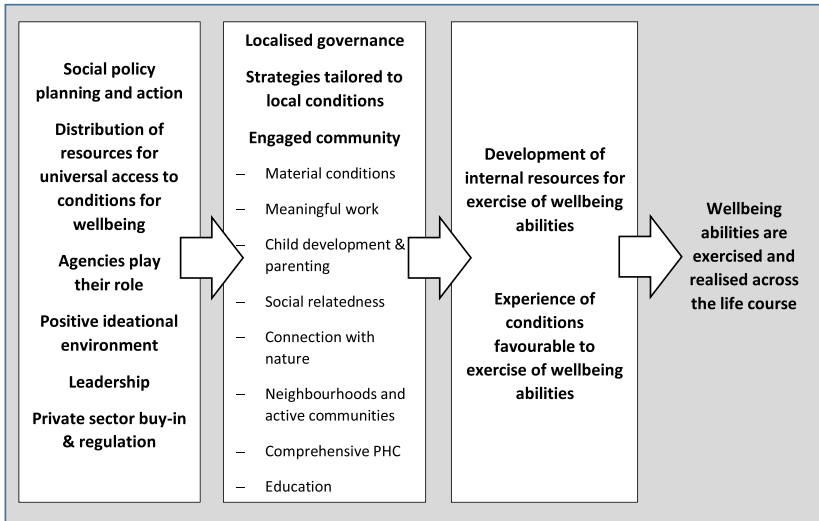 Social policy
planning and action
Distribution of
resources for
universal access to
conditions for
wellbeing
Agencies play
their role
Positive ideational
environment
Leadership
Private sector buy-in
& regulation
Localised governance
Strategies tailored to
local conditions
Engaged community
– Material conditions
– Meaningful work
– Child development &
parenting
– Social relatedness
– Connection with
nature
– Neighbourhoods and
active communities
– Comprehensive PHC
– Education
Development of
internal resources for
exercise of wellbeing
abilities
Experience of
conditions
favourable to
exercise of wellbeing
abilities
Wellbeing
abilities are
exercised and
realised across
the life course